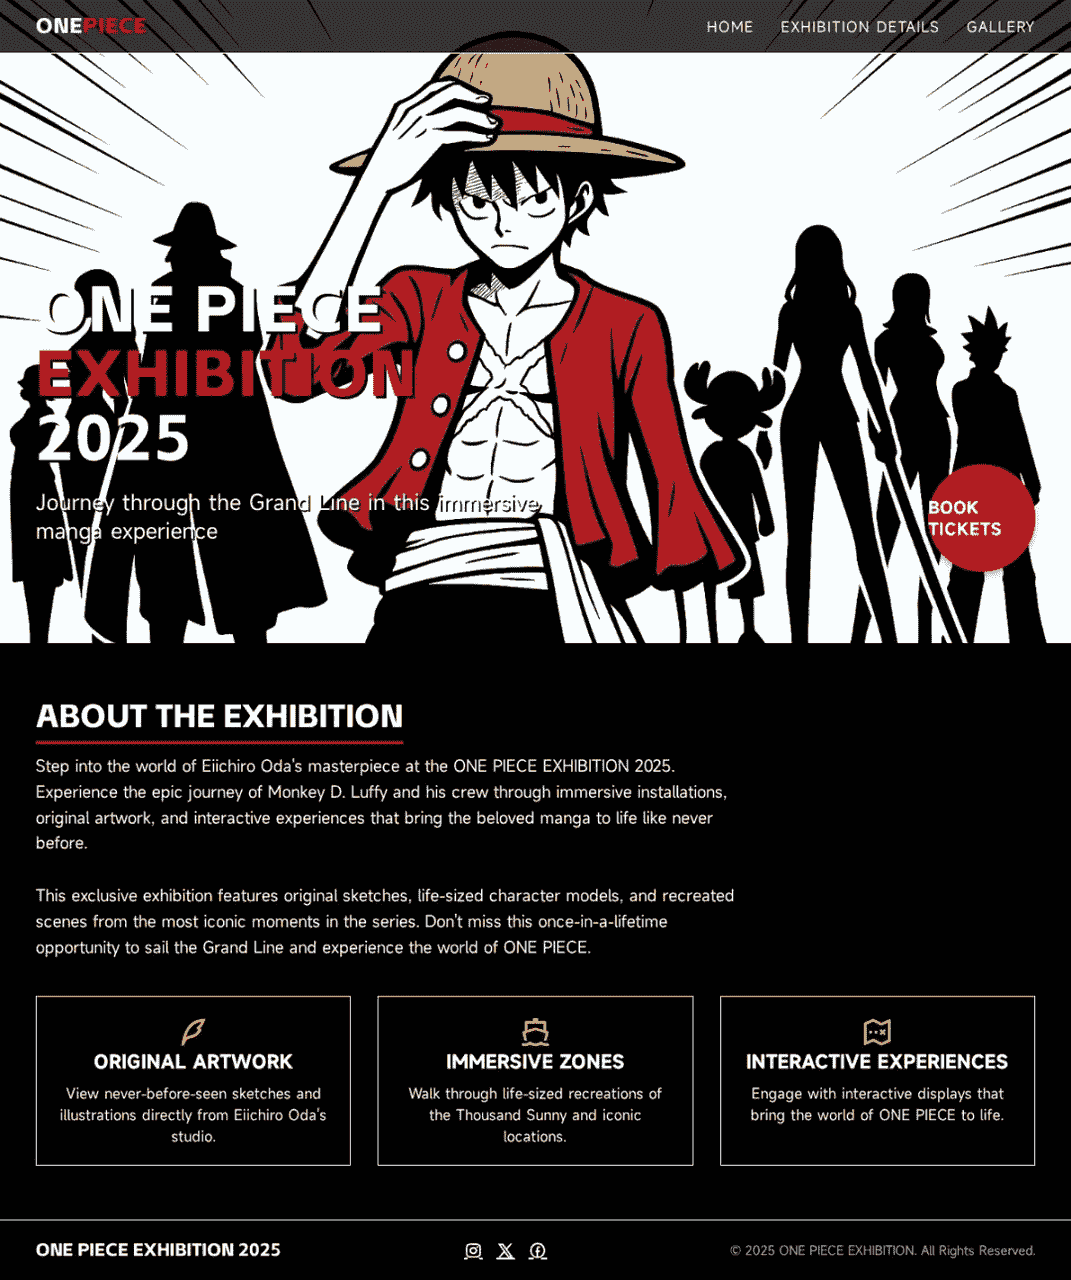 ONEPIECE
HOME EXHIBITION DETAILS GALLERY
ONE PIECE
EXHIBITION
2025
Journey through the Grand Line in this immersive
manga experience
BOOK
TICKETS
ABOUT THE EXHIBITION
Step into the world of Eiichiro Oda's masterpiece at the ONE PIECE EXHIBITION 2025.
Experience the epic journey of Monkey D. Luffy and his crew through immersive installations,
original artwork, and interactive experiences that bring the beloved manga to life like never
before.
This exclusive exhibition features original sketches, life-sized character models, and recreated
scenes from the most iconic moments in the series. Don't miss this once-in-a-lifetime
opportunity to sail the Grand Line and experience the world of ONE PIECE.
ORIGINAL ARTWORK
View never-before-seen sketches and
illustrations directly from Eiichiro Oda's
studio.
IMMERSIVE ZONES
Walk through life-sized recreations of
the Thousand Sunny and iconic
locations.
INTERACTIVE EXPERIENCES
Engage with interactive displays that
bring the world of ONE PIECE to life.
ONE PIECE EXHIBITION 2025
© 2025 ONE PIECE EXHIBITION. All Rights Reserved.